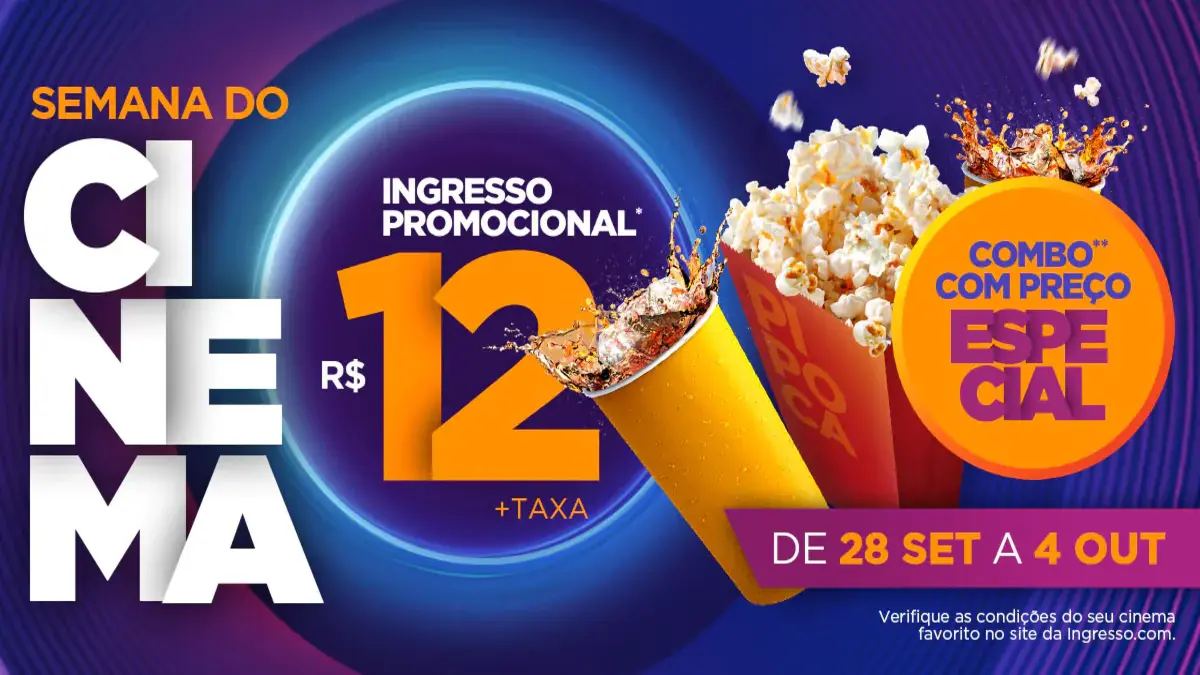 SEMANA DO
CI
NE
MA
INGRESSO
PROMOCIONAL*
R$ 12
+TAXA
PIPOCA
COMBO**
COM PREÇO
ESPE
CIAL
DE 28 SET A 4 OUT
Verifique as condições do seu cinema
favorito no site da Ingresso.com.